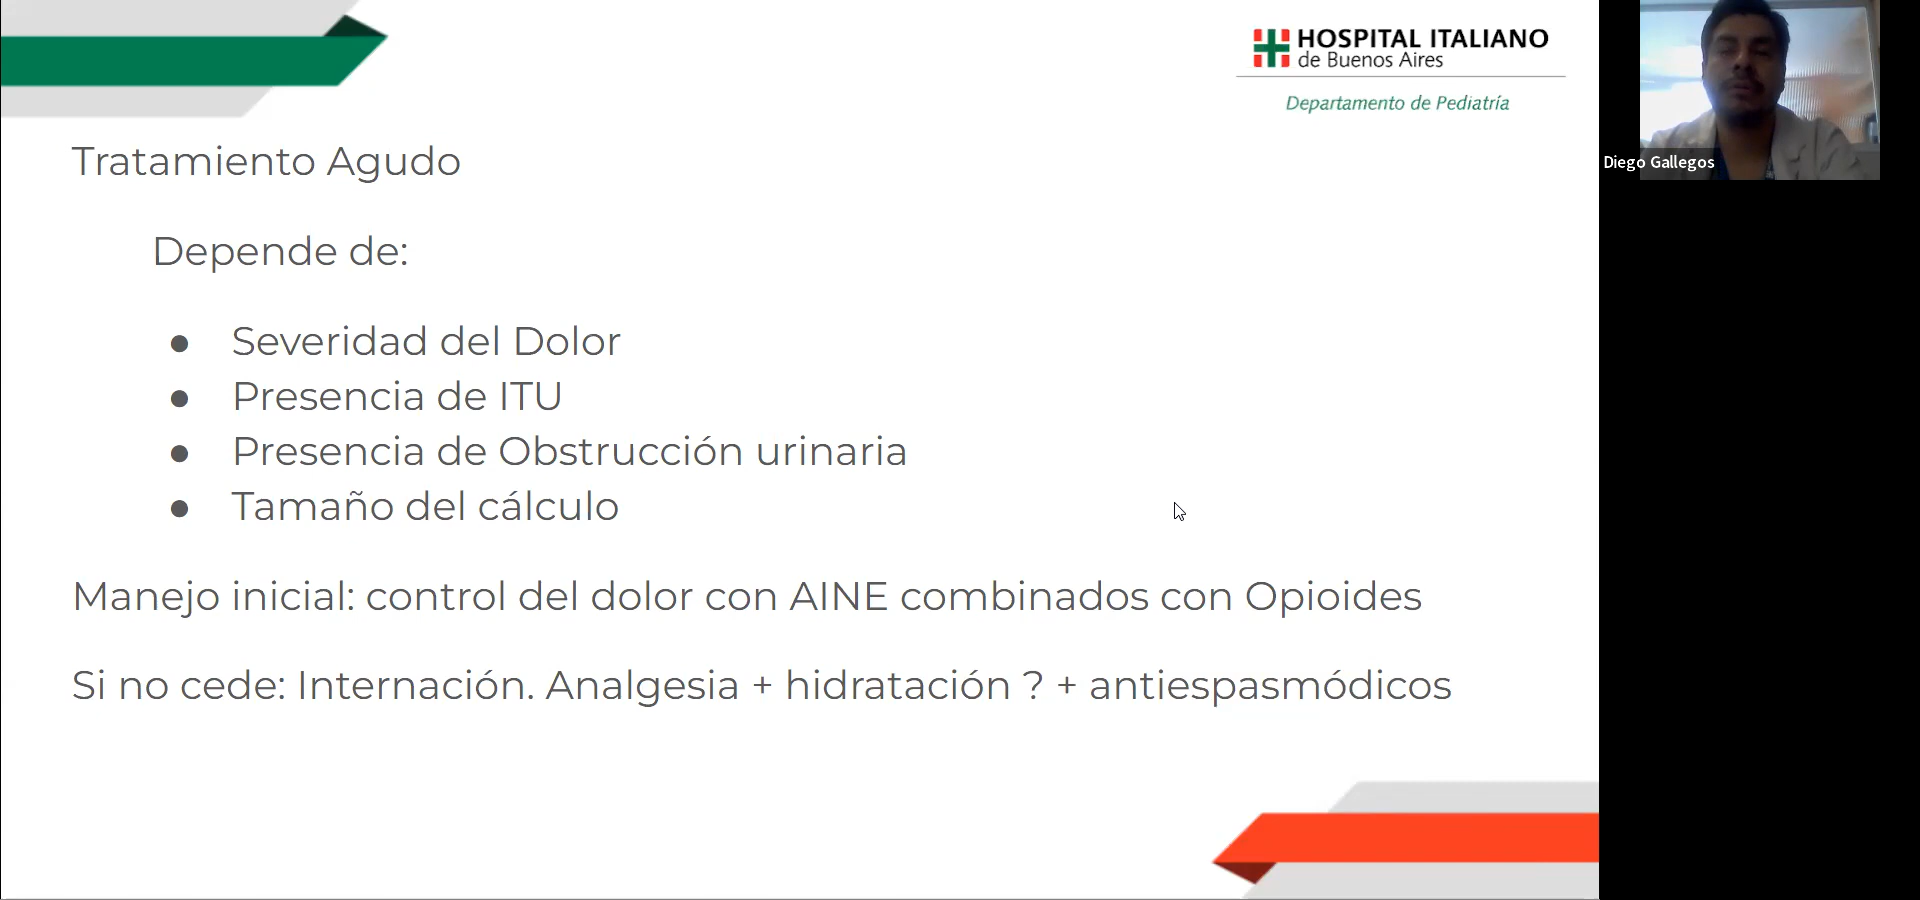 HOSPITAL ITALIANO
de Buenos Aires
Departamento de Pediatría
Diego Gallegos
Tratamiento Agudo
Depende de:
● Severidad del Dolor
● Presencia de ITU
● Presencia de Obstrucción urinaria
● Tamaño del cálculo
Manejo inicial: control del dolor con AINE combinados con Opioides
Si no cede: Internación. Analgesia + hidratación ? + antiespasmódicos